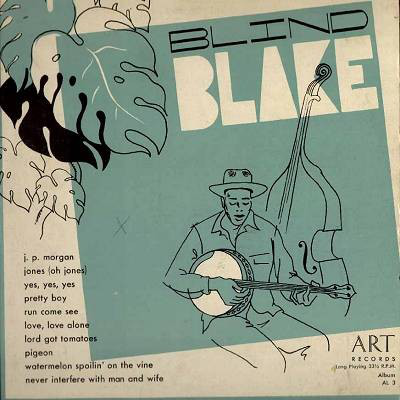 BLIND
BLAKE
j. p. morgan
jones (oh jones)
yes, yes, yes
pretty boy
run come see
love, love alone
lord got tomatoes
pigeon
watermelon spoilin' on the vine
never interfere with man and wife
ART
RECORDS
Long Playing 33⅓ R.P.M.
Album
AL 3